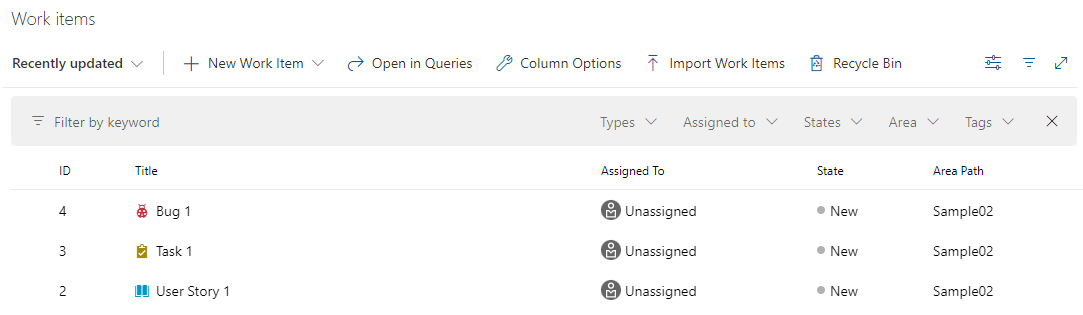 Work items
Recently updated New Work Item Open in Queries Column Options Import Work Items Recycle Bin
Filter by keyword Types Assigned to States Area Tags
ID Title Assigned To State Area Path
4 Bug 1 Unassigned New Sample02
3 Task 1 Unassigned New Sample02
2 User Story 1 Unassigned New Sample02